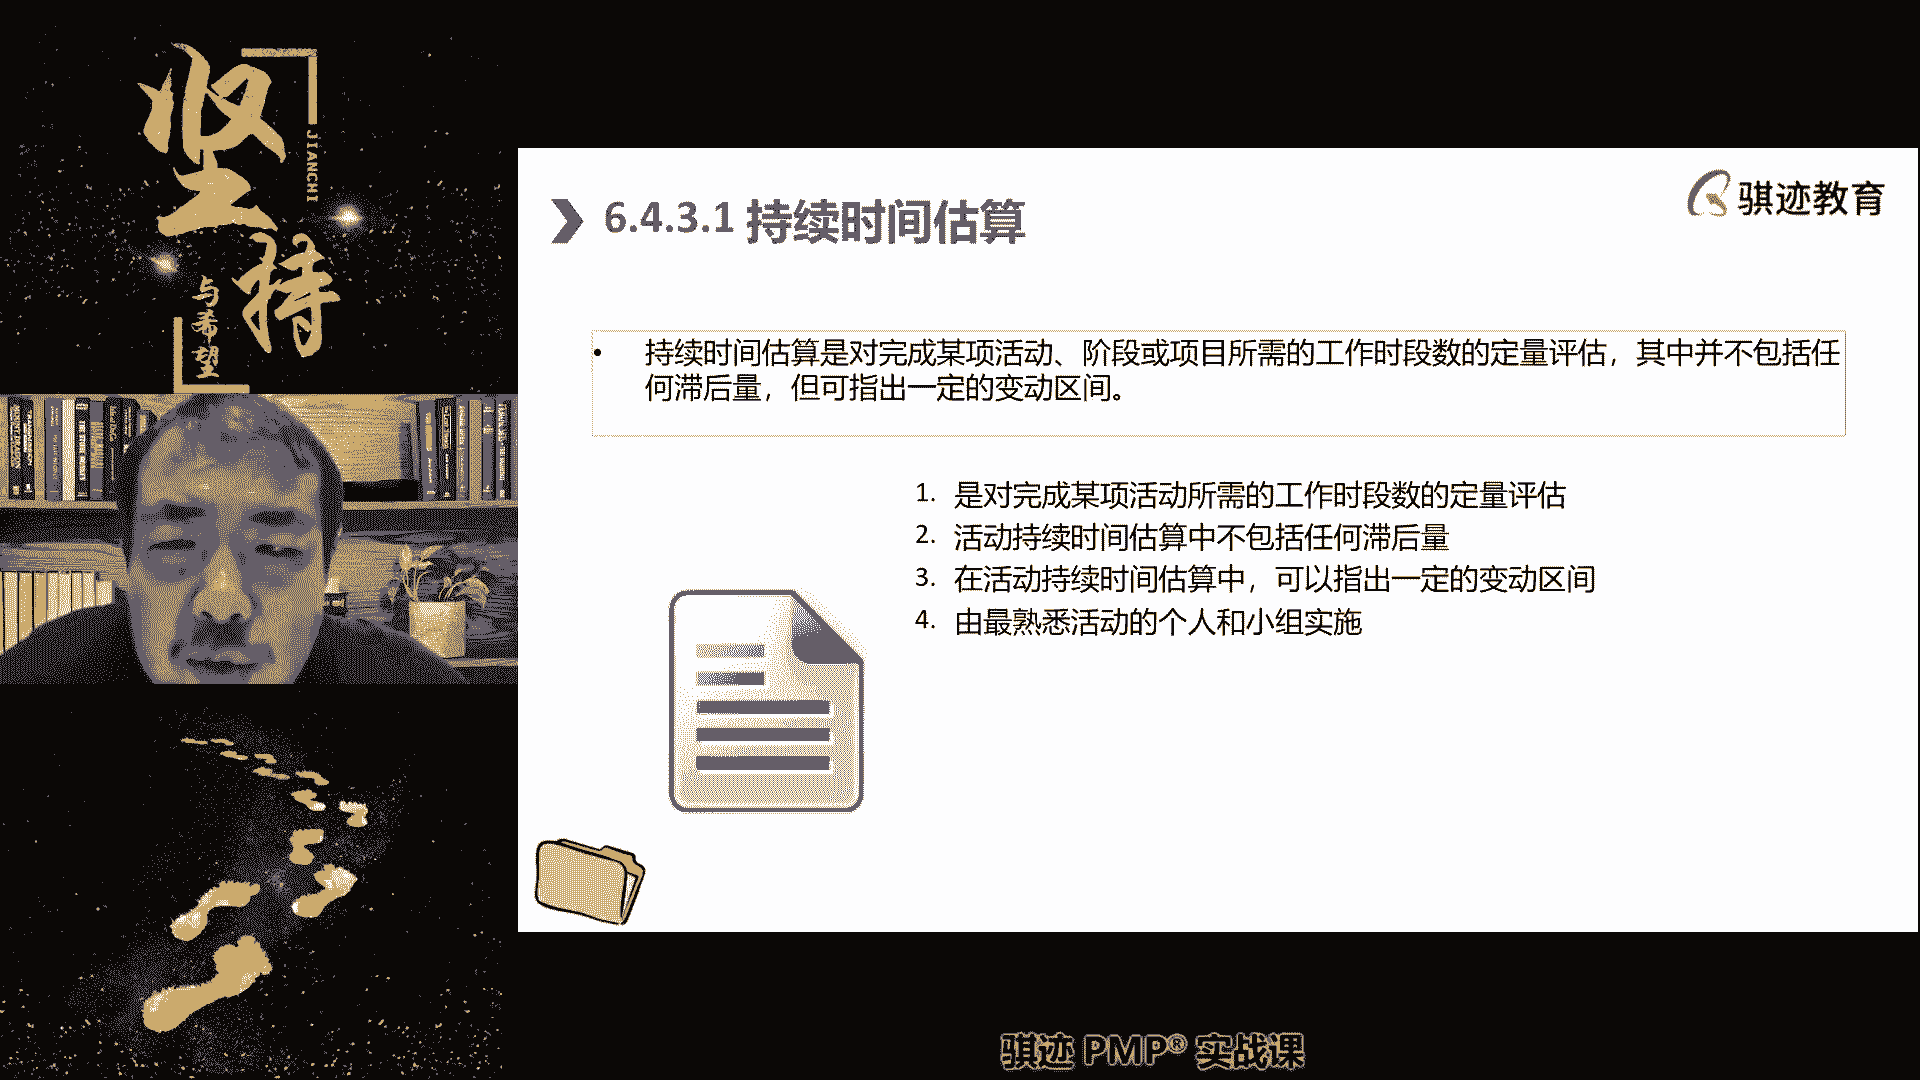 坚持
JIANCHI
与希望
骐迹教育
6.4.3.1 持续时间估算
• 持续时间估算是对完成某项活动、阶段或项目所需的工作时段数的定量评估，其中并不包括任
何滞后量，但可指出一定的变动区间。
1. 是对完成某项活动所需的工作时段数的定量评估
2. 活动持续时间估算中不包括任何滞后量
3. 在活动持续时间估算中，可以指出一定的变动区间
4. 由最熟悉活动的个人和小组实施
骐迹 PMP® 实战课